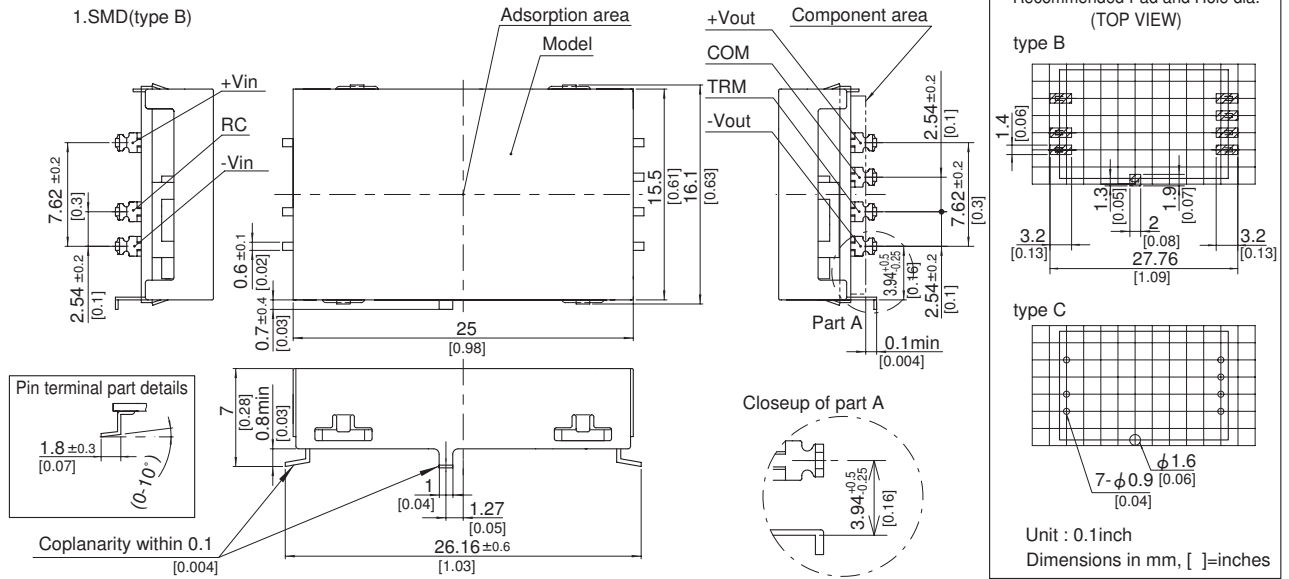 1.SMD(type B)
Adsorption area
Model
+Vin
RC
-Vin
7.62 ±0.2
[0.3]
2.54 ±0.2
[0.1]
0.6 ±0.1
[0.02]
0.7±0.4
[0.03]
15.5
[0.61]
16.1
[0.63]
25
[0.98]
+Vout
COM
TRM
-Vout
Component area
2.54±0.2
[0.1]
7.62±0.2
[0.3]
2.54±0.2
[0.1]
3.94 +0.5 -0.25
[0.16]
Part A
0.1min
[0.004]
Pin terminal part details
1.8 ±0.3
[0.07]
(0-10°)
7
[0.28]
0.8min
[0.03]
1
[0.04]
1.27
[0.05]
26.16 ±0.6
[1.03]
Coplanarity within 0.1
[0.004]
Closeup of part A
3.94 +0.5 -0.25
[0.16]
Recommended Pad and Hole dia.
(TOP VIEW)
type B
1.4
[0.06]
1.3
[0.05]
1.9
[0.07]
2
[0.08]
3.2
[0.13]
3.2
[0.13]
27.76
[1.09]
type C
7-φ0.9
[0.04]
φ1.6
[0.06]
Unit : 0.1inch
Dimensions in mm, [ ]=inches